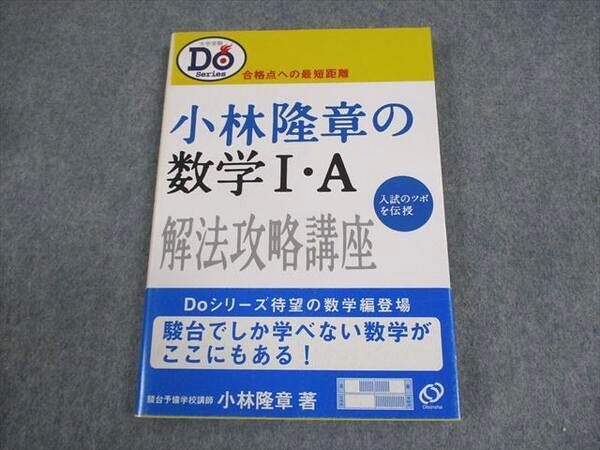 大学受験
Do
Series
合格点への最短距離
小林隆章の
数学I・A
入試のツボ
を伝授
解法攻略講座
Doシリーズ待望の数学編登場
駿台でしか学べない数学が
ここにもある！
駿台予備学校講師 小林隆章 著
Obunsha